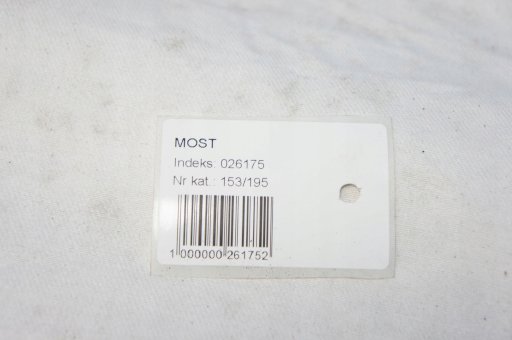 MOST
Indeks. 026175
Nr kat.: 153/195
1 000000 261752